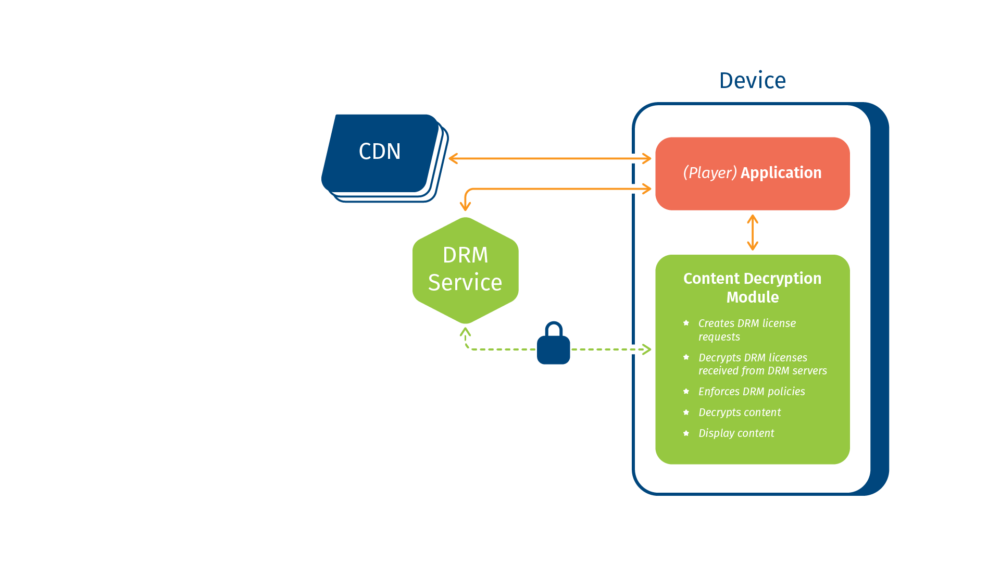 Device
CDN
(Player) Application
DRM
Service
Content Decryption
Module
Creates DRM license
requests
Decrypts DRM licenses
received from DRM servers
Enforces DRM policies
Decrypts content
Display content